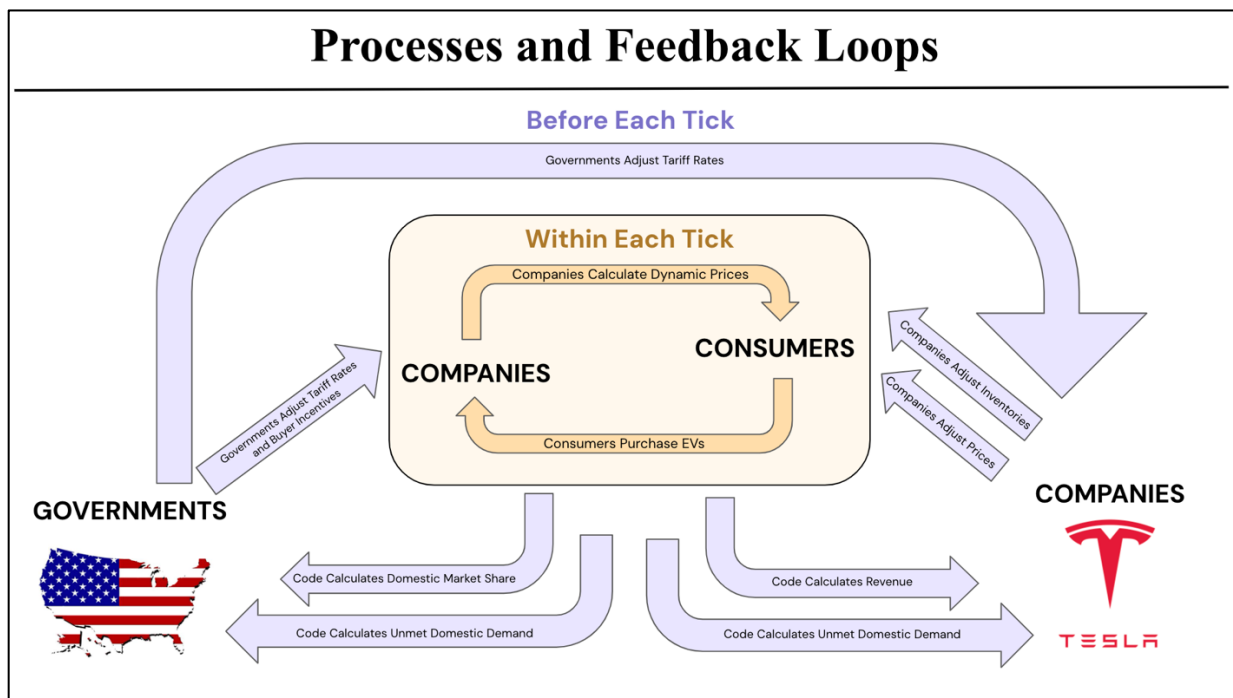 Processes and Feedback Loops
Before Each Tick
Governments Adjust Tariff Rates
Within Each Tick
Companies Calculate Dynamic Prices
CONSUMERS
COMPANIES
Consumers Purchase EVs
Governments Adjust Tariff Rates
and Buyer Incentives
Companies Adjust Inventories
Companies Adjust Prices
GOVERNMENTS
COMPANIES
Code Calculates Domestic Market Share
Code Calculates Revenue
Code Calculates Unmet Domestic Demand
Code Calculates Unmet Domestic Demand
TESLA